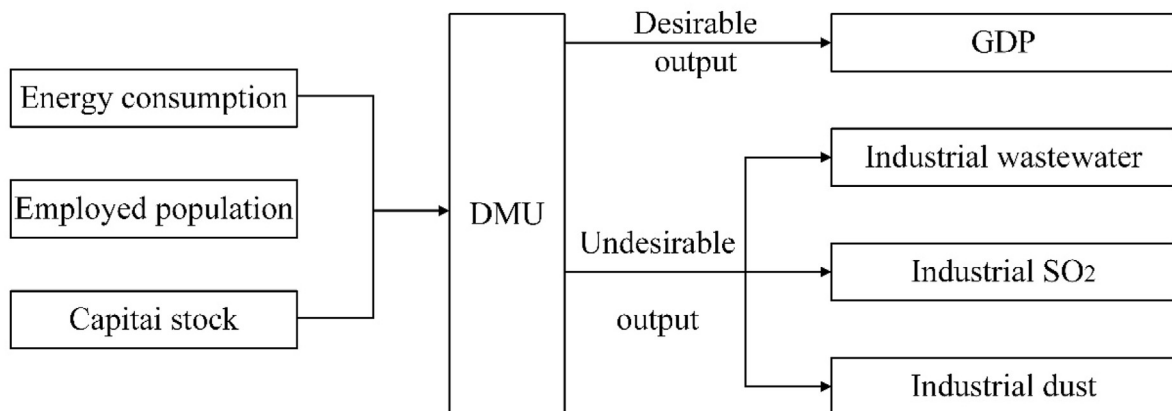 Energy consumption
Employed population
Capitai stock
DMU
Desirable
output
Undesirable
output
GDP
Industrial wastewater
Industrial SO2
Industrial dust